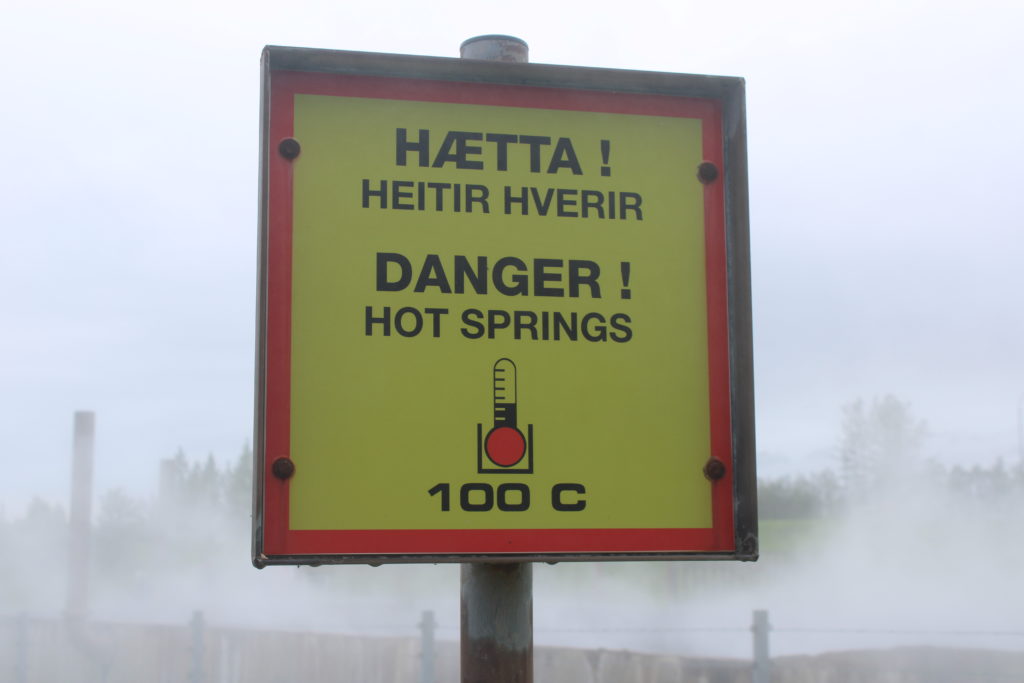 HÆTTA !
HEITIR HVERIR
DANGER !
HOT SPRINGS
100 C